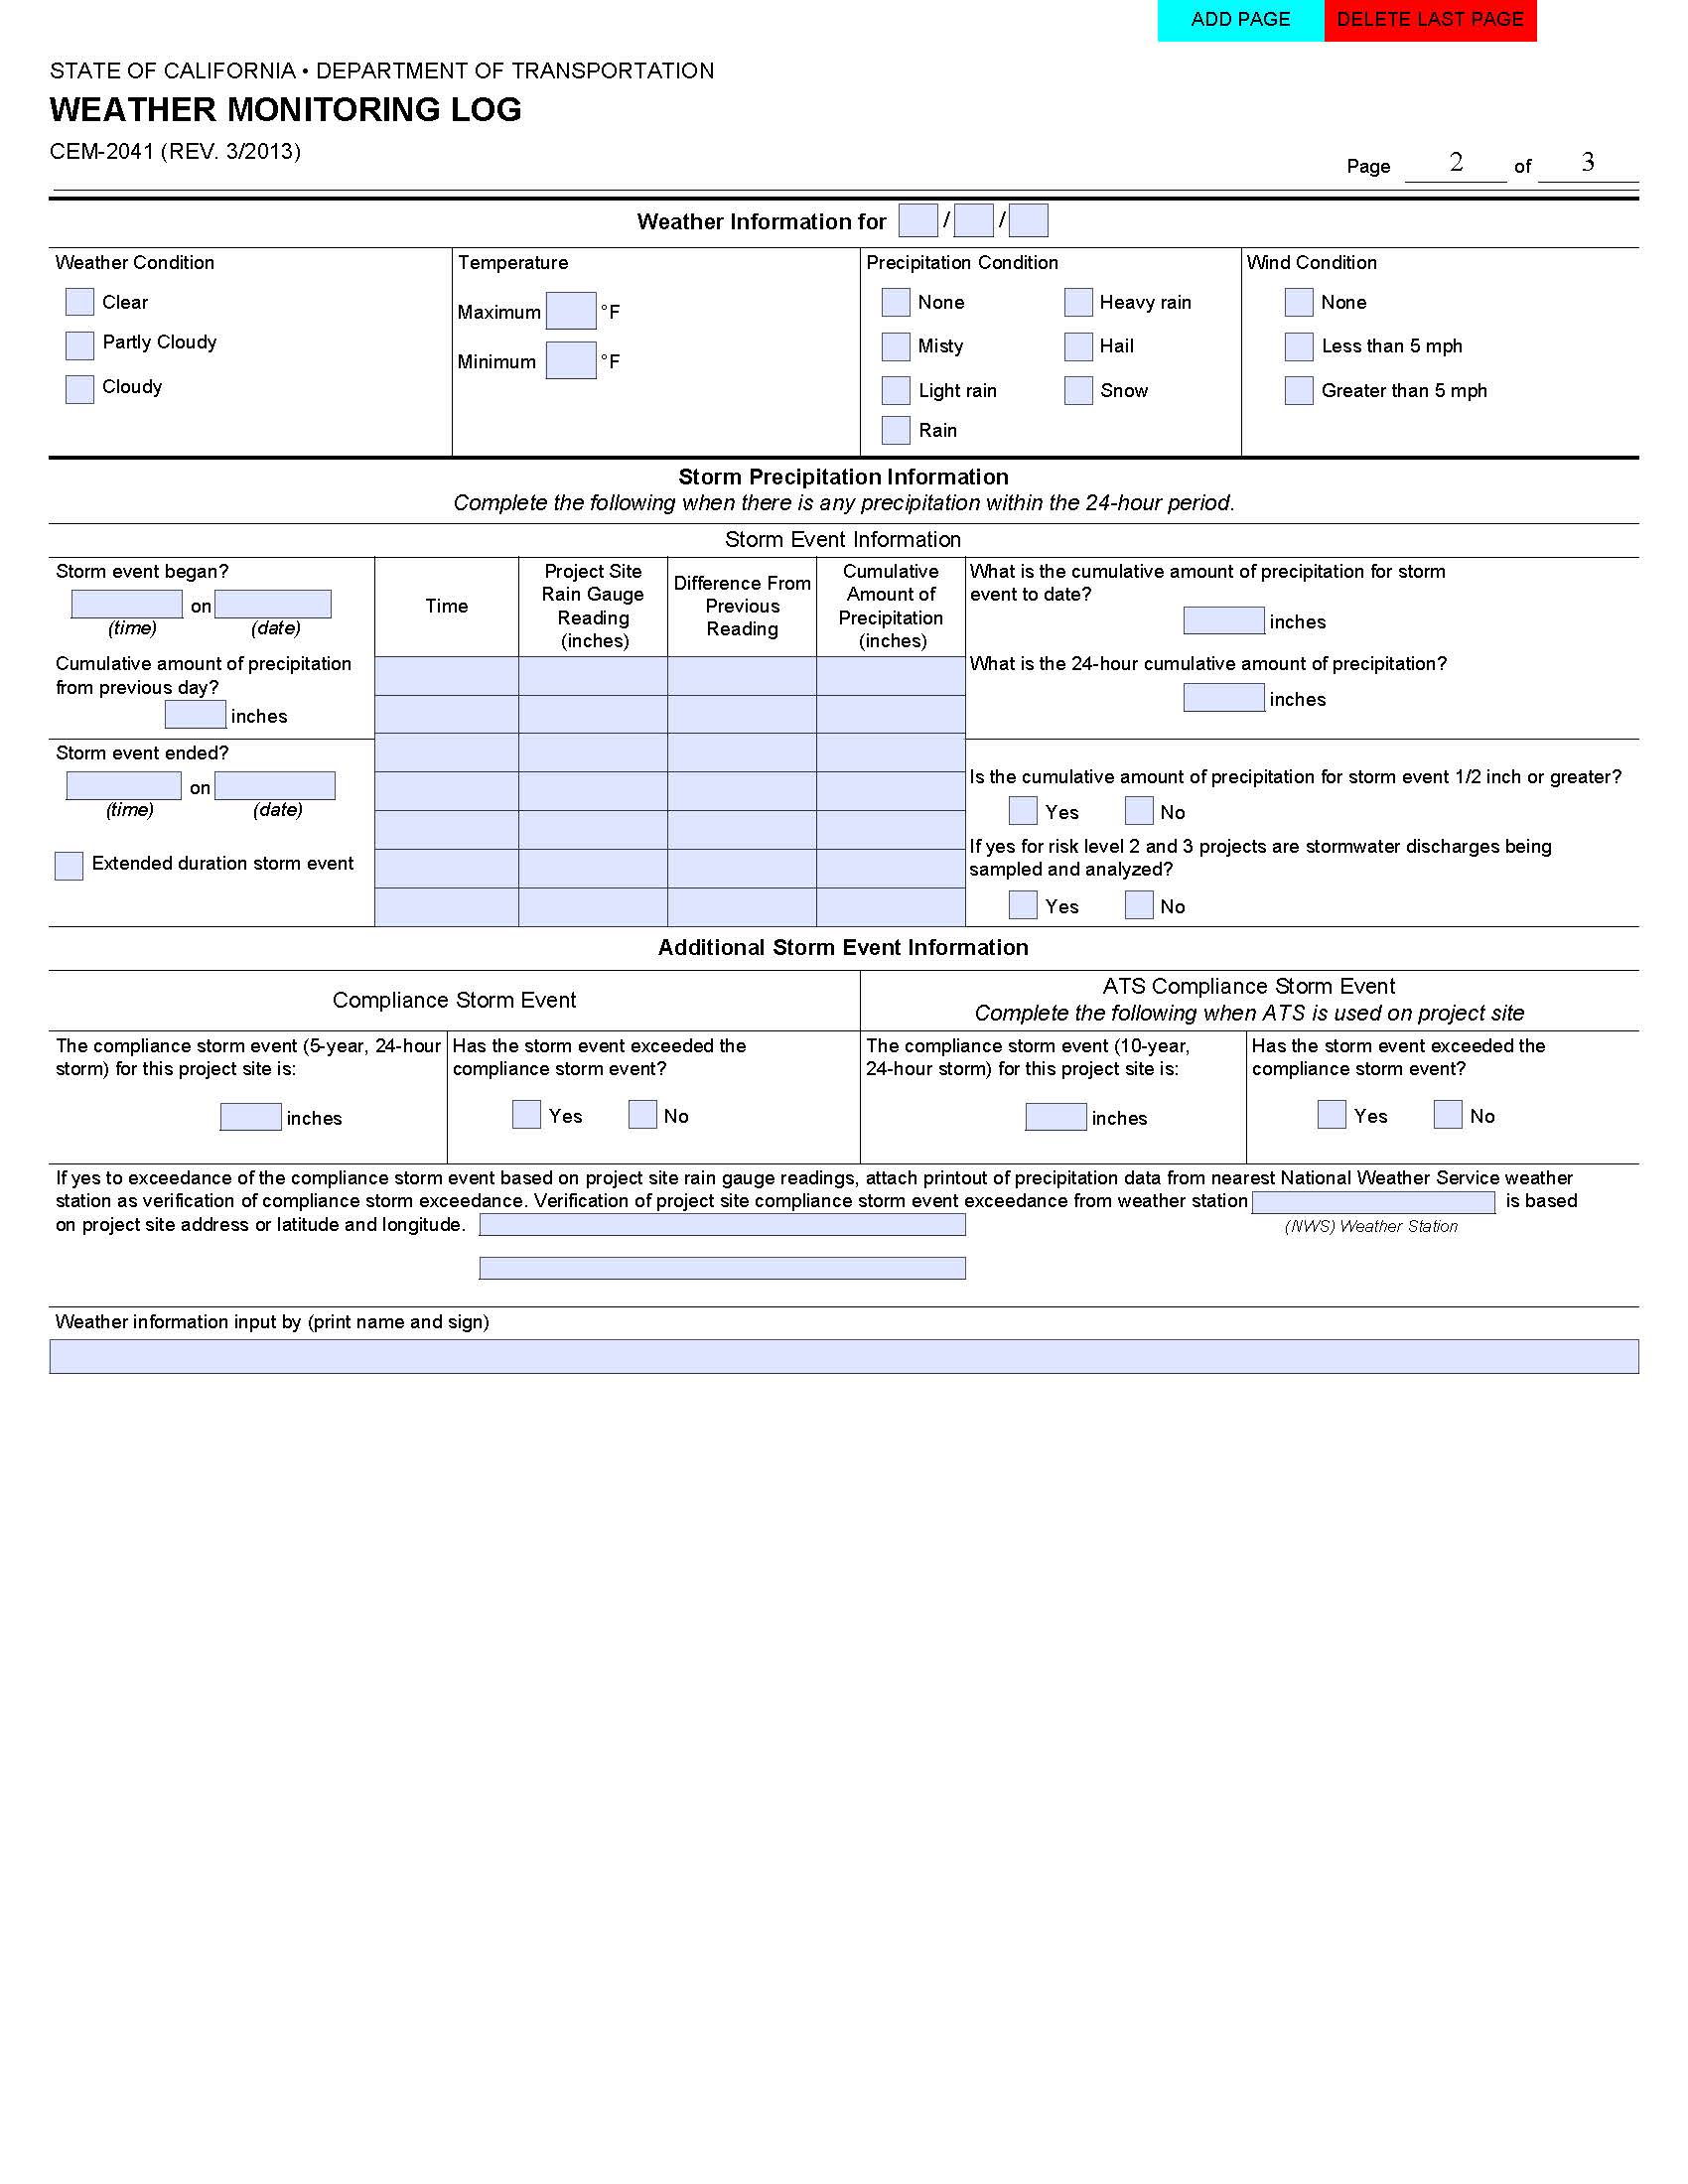 ADD PAGE DELETE LAST PAGE
STATE OF CALIFORNIA • DEPARTMENT OF TRANSPORTATION
WEATHER MONITORING LOG
CEM-2041 (REV. 3/2013)
Page 2 of 3
Weather Information for / /
Weather Condition
Clear
Partly Cloudy
Cloudy
Temperature
Maximum °F
Minimum °F
Precipitation Condition
None Heavy rain
Misty Hail
Light rain Snow
Rain
Wind Condition
None
Less than 5 mph
Greater than 5 mph
Storm Precipitation Information
Complete the following when there is any precipitation within the 24-hour period.
Storm Event Information
Storm event began?
on
(time) (date)
Cumulative amount of precipitation
from previous day?
inches
Storm event ended?
on
(time) (date)
Extended duration storm event
Time
Project Site
Rain Gauge
Reading
(inches)
Difference From
Previous
Reading
Cumulative
Amount of
Precipitation
(inches)
What is the cumulative amount of precipitation for storm
event to date?
inches
What is the 24-hour cumulative amount of precipitation?
inches
Is the cumulative amount of precipitation for storm event 1/2 inch or greater?
Yes No
If yes for risk level 2 and 3 projects are stormwater discharges being
sampled and analyzed?
Yes No
Additional Storm Event Information
Compliance Storm Event
ATS Compliance Storm Event
Complete the following when ATS is used on project site
The compliance storm event (5-year, 24-hour
storm) for this project site is:
inches
Has the storm event exceeded the
compliance storm event?
Yes No
The compliance storm event (10-year,
24-hour storm) for this project site is:
inches
Has the storm event exceeded the
compliance storm event?
Yes No
If yes to exceedance of the compliance storm event based on project site rain gauge readings, attach printout of precipitation data from nearest National Weather Service weather
station as verification of compliance storm exceedance. Verification of project site compliance storm event exceedance from weather station is based
on project site address or latitude and longitude.
(NWS) Weather Station
Weather information input by (print name and sign)